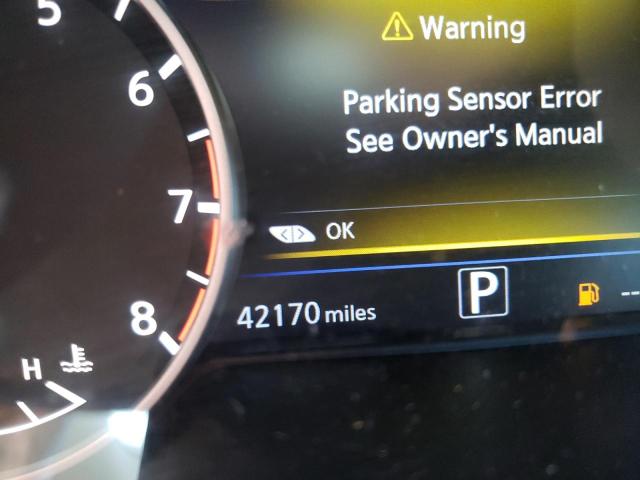 5
6
7
8
H
Warning
Parking Sensor Error
See Owner's Manual
OK
42170 miles
P
--